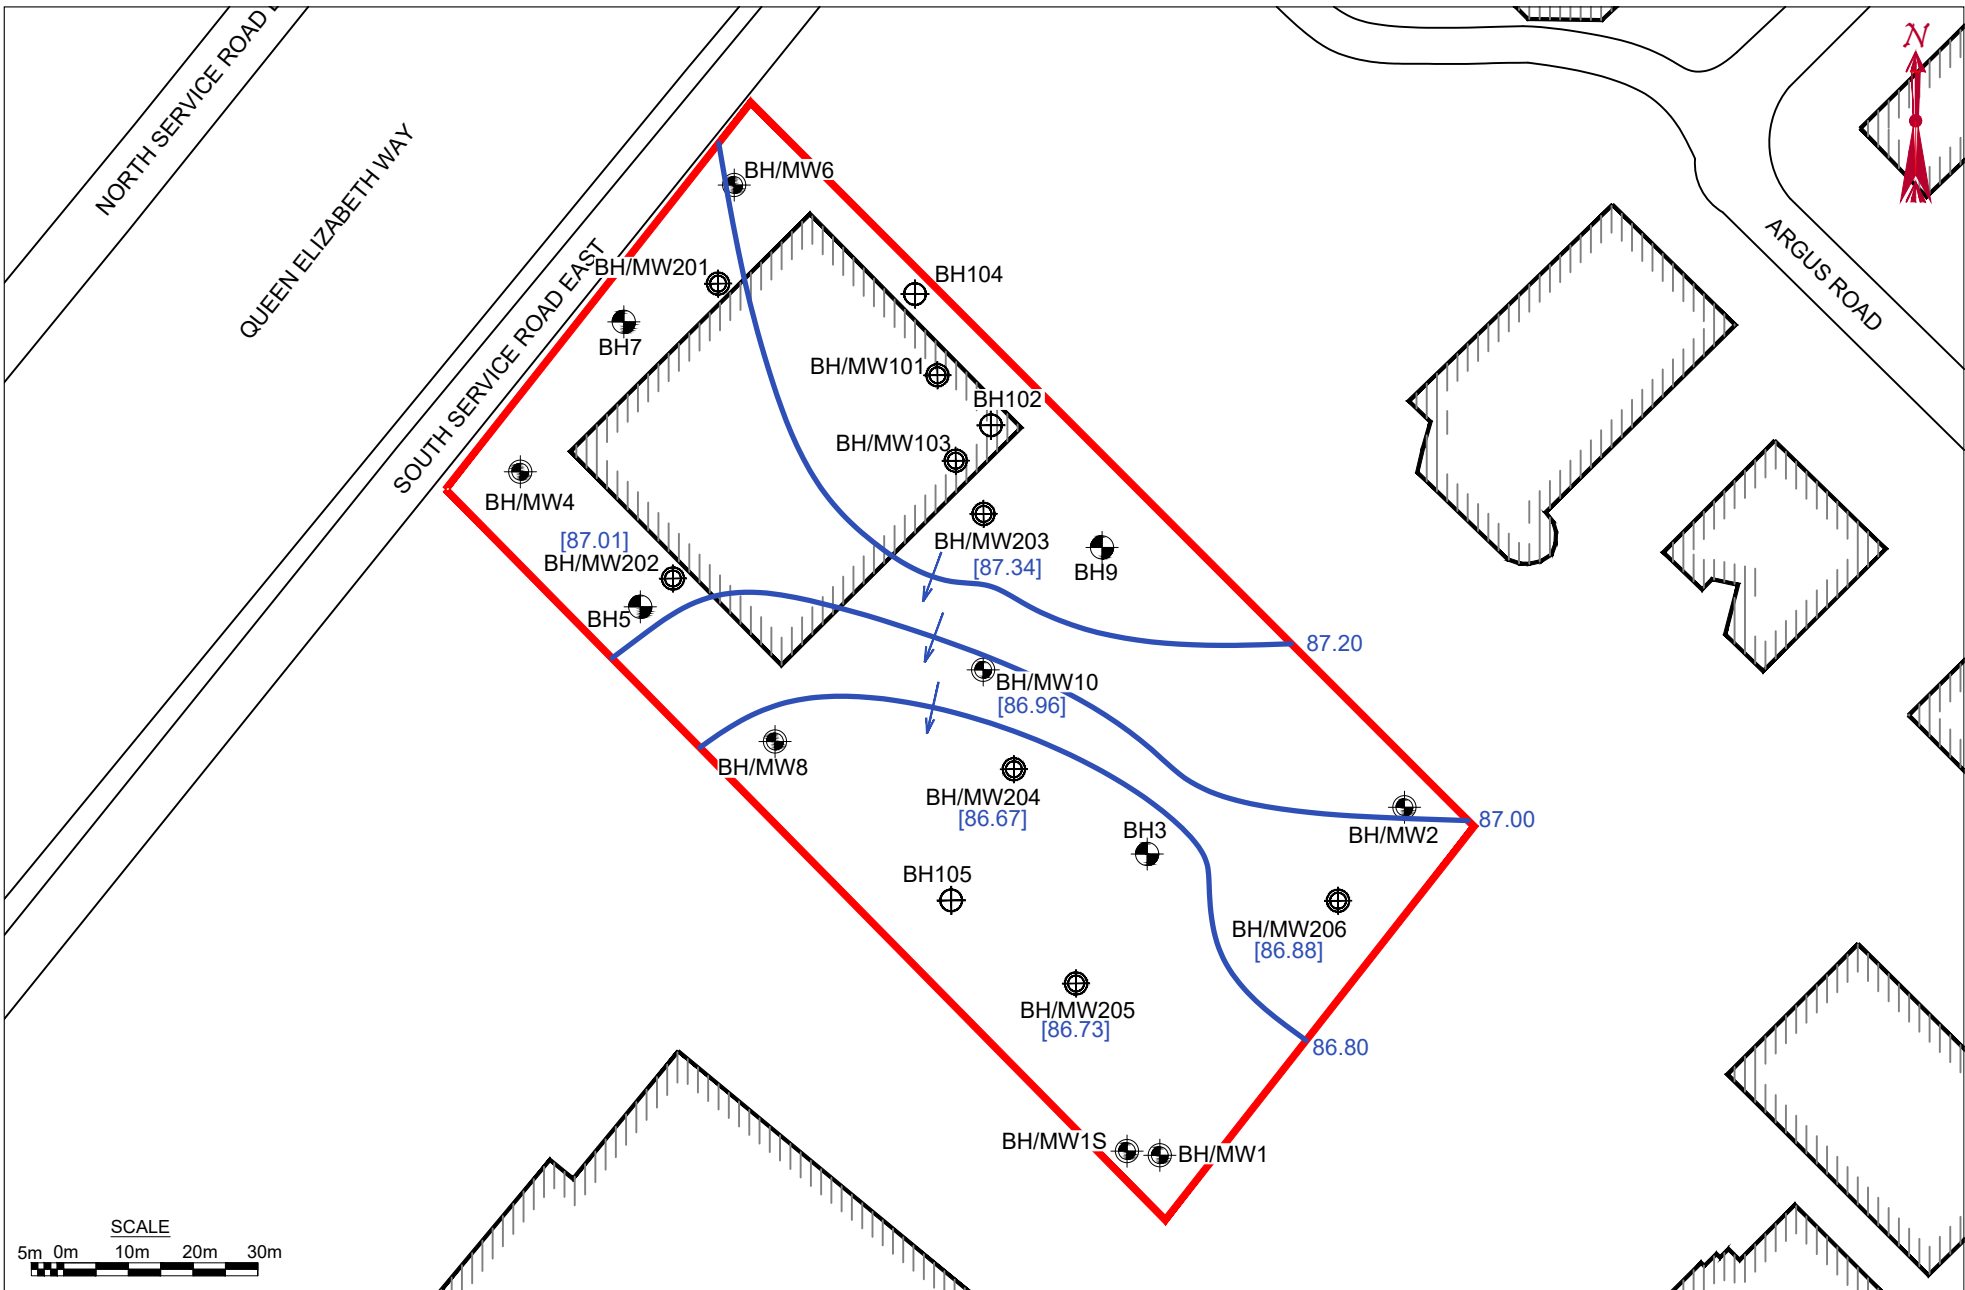 NORTH SERVICE ROAD
QUEEN ELIZABETH WAY
SOUTH SERVICE ROAD EAST
ARGUS ROAD
N
BH/MW6
BH/MW201
BH7
BH104
BH/MW101
BH102
BH/MW103
BH/MW4
[87.01]
BH/MW202
BH5
BH/MW203
[87.34]
BH9
87.20
BH/MW10
[86.96]
BH/MW8
BH/MW204
[86.67]
BH3
BH/MW2
87.00
BH105
BH/MW206
[86.88]
BH/MW205
[86.73]
86.80
BH/MW1S
BH/MW1
SCALE
5m 0m 10m 20m 30m